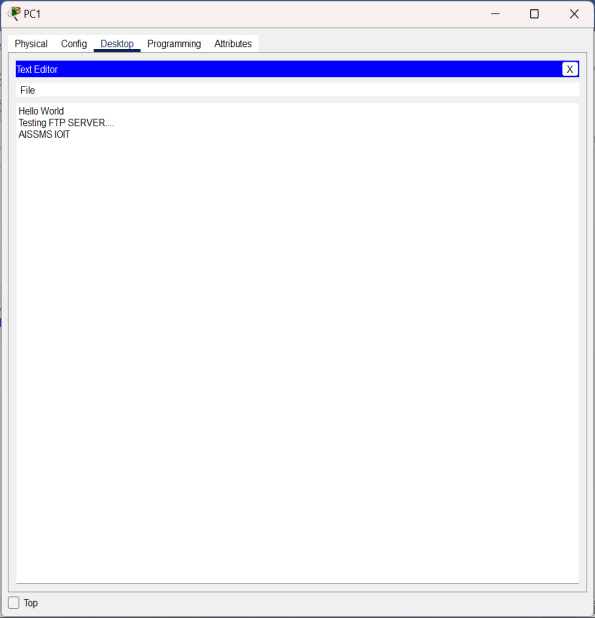 PC1
Physical Config Desktop Programming Attributes
Text Editor X
File
Hello World
Testing FTP SERVER....
AISSMS IOIT
Top